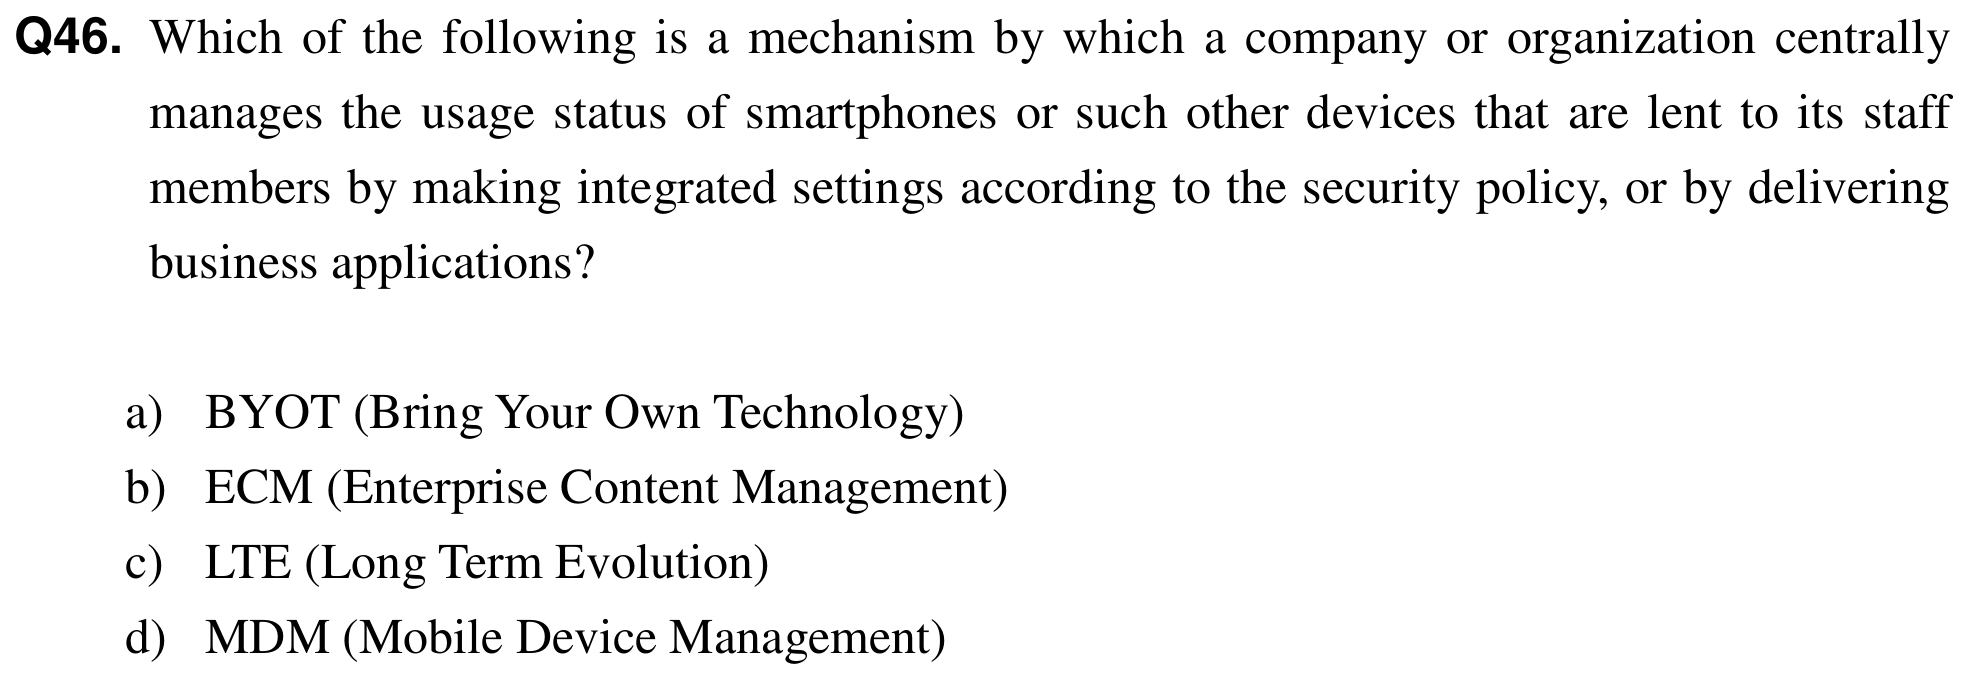 Q46. Which of the following is a mechanism by which a company or organization centrally
manages the usage status of smartphones or such other devices that are lent to its staff
members by making integrated settings according to the security policy, or by delivering
business applications?
a) BYOT (Bring Your Own Technology)
b) ECM (Enterprise Content Management)
c) LTE (Long Term Evolution)
d) MDM (Mobile Device Management)